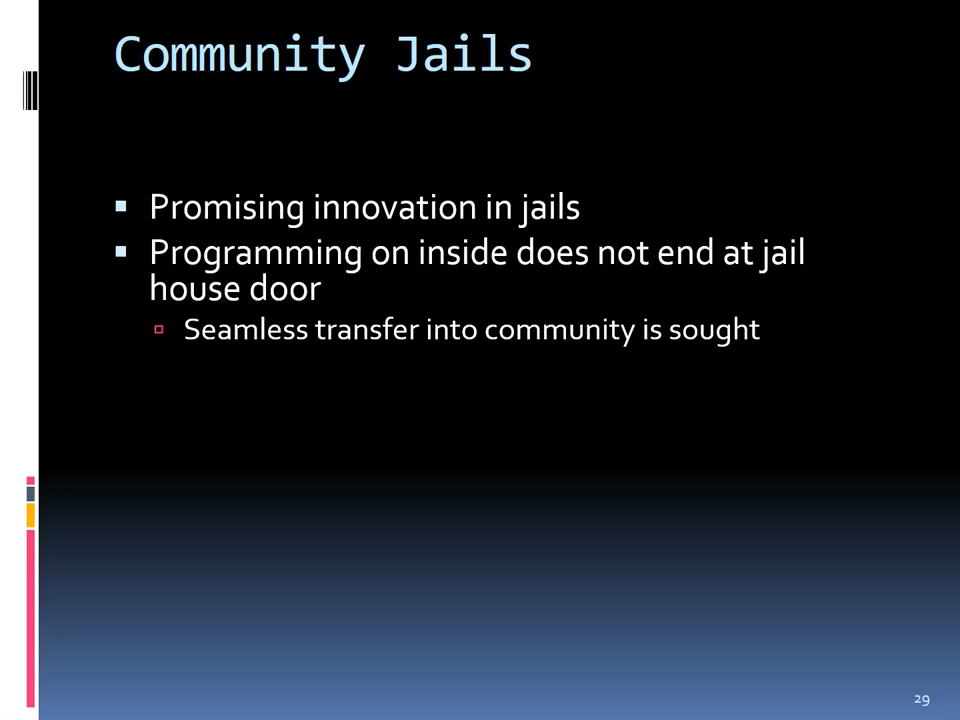 Community Jails
▪ Promising innovation in jails
▪ Programming on inside does not end at jail
house door
▫ Seamless transfer into community is sought
29